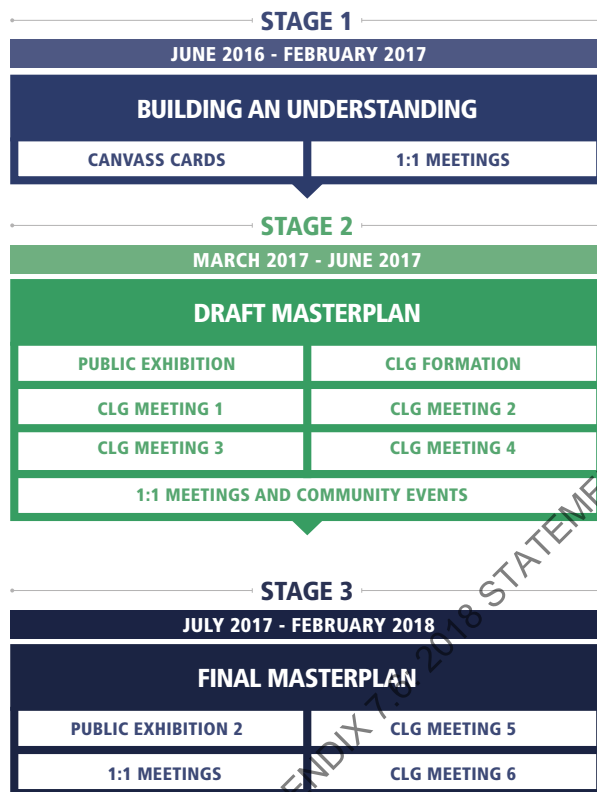 STAGE 1
JUNE 2016 - FEBRUARY 2017
BUILDING AN UNDERSTANDING
CANVASS CARDS
1:1 MEETINGS
STAGE 2
MARCH 2017 - JUNE 2017
DRAFT MASTERPLAN
PUBLIC EXHIBITION
CLG FORMATION
CLG MEETING 1
CLG MEETING 2
CLG MEETING 3
CLG MEETING 4
1:1 MEETINGS AND COMMUNITY EVENTS
STAGE 3
JULY 2017 - FEBRUARY 2018
FINAL MASTERPLAN
PUBLIC EXHIBITION 2
CLG MEETING 5
1:1 MEETINGS
CLG MEETING 6
2018